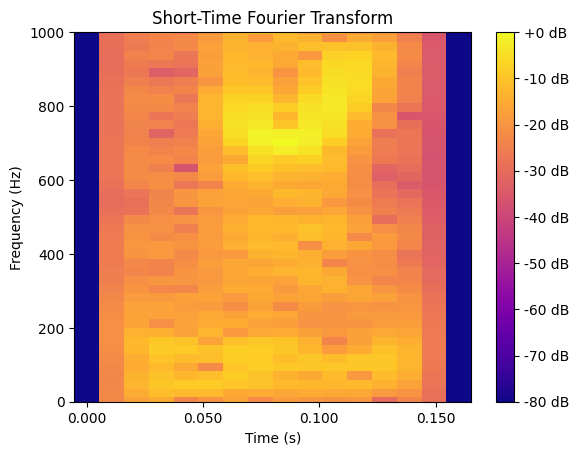 Short-Time Fourier Transform
1000
800
600
400
200
0
Frequency (Hz)
0.000
0.050
0.100
0.150
Time (s)
+0 dB
-10 dB
-20 dB
-30 dB
-40 dB
-50 dB
-60 dB
-70 dB
-80 dB